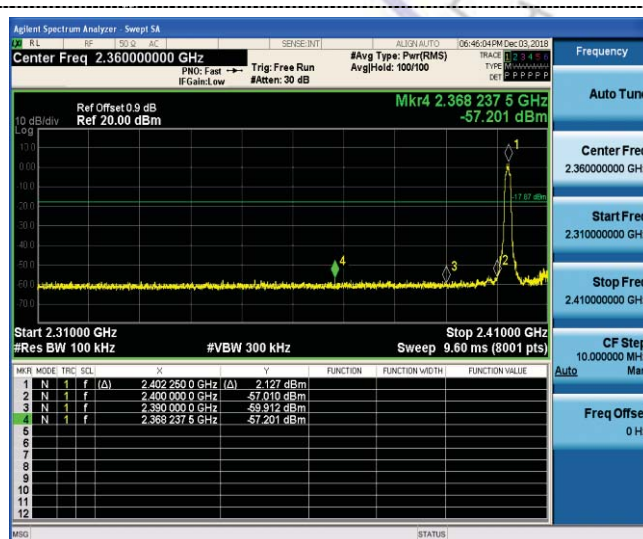 Agilent Spectrum Analyzer - Swept SA
RL RF 50 Ω AC SENSE:INT ALIGN AUTO 06:46:04 PM Dec 03, 2018
Center Freq 2.360000000 GHz
PNO: Fast
IFGain:Low
Trig: Free Run
#Atten: 30 dB
#Avg Type: Pwr(RMS)
Avg|Hold: 100/100
TRACE 1 2 3 4 5 6
TYPE
DET P P P P P P
Frequency
Auto Tune
Center Freq
2.360000000 GHz
Start Freq
2.310000000 GHz
Stop Freq
2.410000000 GHz
CF Step
10.000000 MHz
Auto Man
Freq Offset
0 Hz
Mkr4 2.368 237 5 GHz
-57.201 dBm
Ref Offset 0.9 dB
10 dB/div Ref 20.00 dBm
Log
10.0
0.00
-10.0
-20.0
-30.0
-40.0
-50.0
-60.0
-70.0
1
-17.87 dBm
4
3
2
Start 2.31000 GHz Stop 2.41000 GHz
#Res BW 100 kHz #VBW 300 kHz Sweep 9.60 ms (8001 pts)
MKR MODE TRC SCL X Y FUNCTION FUNCTION WIDTH FUNCTION VALUE
1 N 1 f (Δ) 2.402 250 0 GHz (Δ) 2.127 dBm
2 N 1 f 2.400 000 0 GHz -57.010 dBm
3 N 1 f 2.390 000 0 GHz -59.912 dBm
4 N 1 f 2.368 237 5 GHz -57.201 dBm
5
6
7
8
9
10
11
12
MSG STATUS